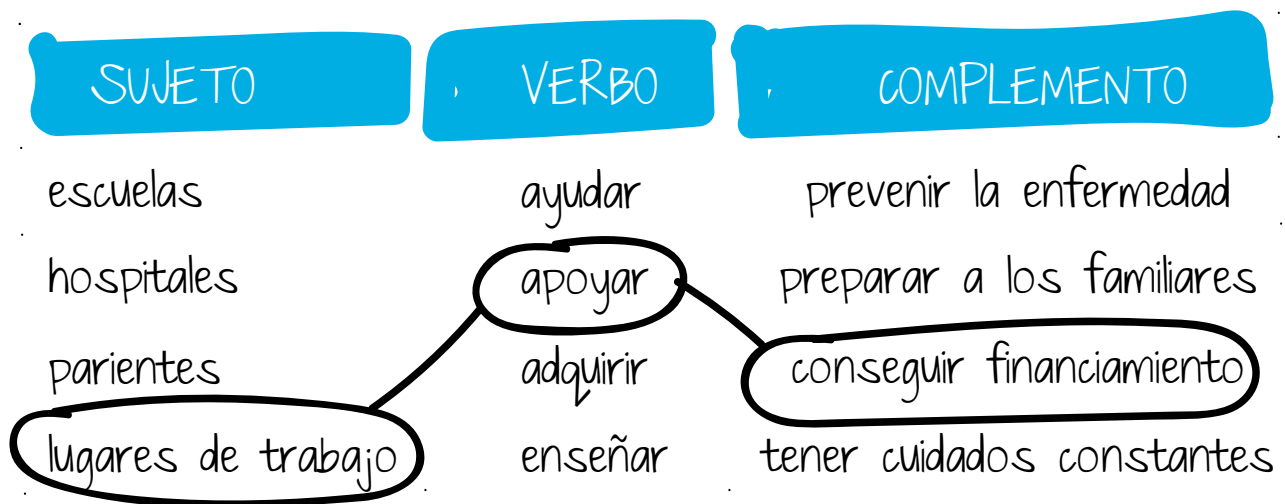 SUJETO VERBO COMPLEMENTO
escuelas ayudar prevenir la enfermedad
hospitales apoyar preparar a los familiares
parientes adquirir conseguir financiamiento
lugares de trabajo enseñar tener cuidados constantes